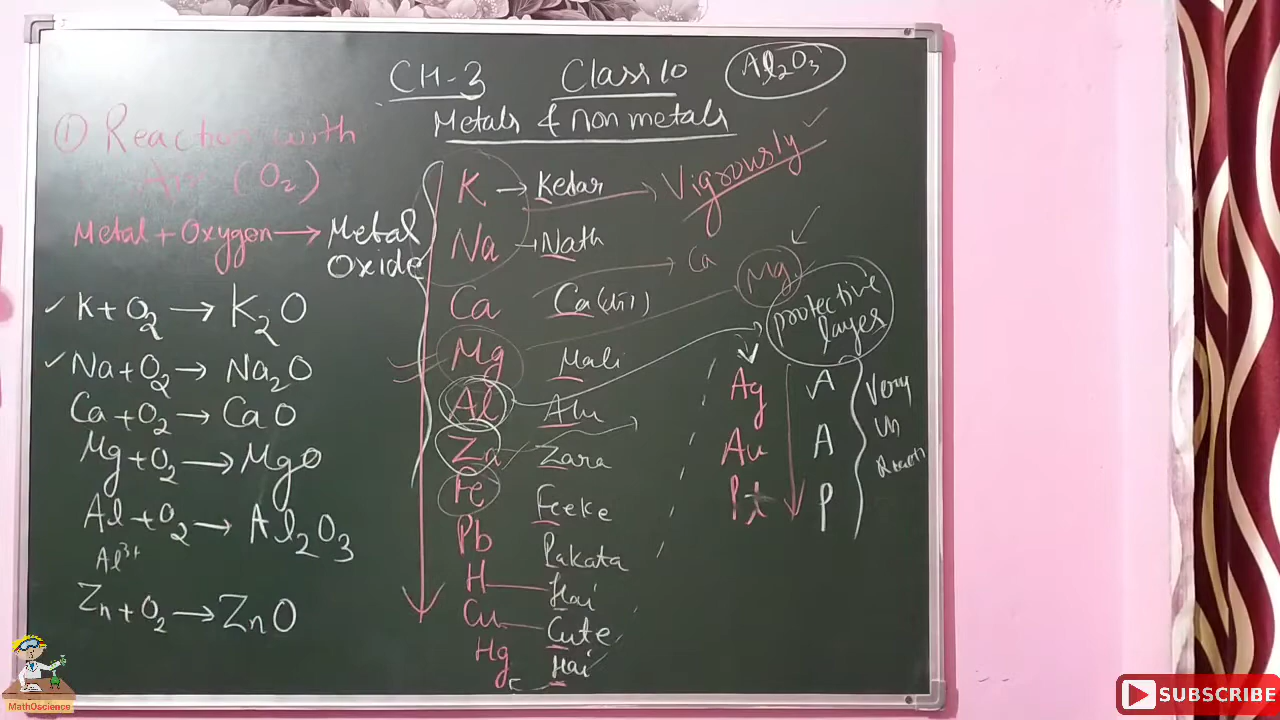 CH-3 Class 10
Al₂O₃
Metals & non metals
① Reaction with
Air (O₂)
Metal + Oxygen → Metal
Oxide
K + O₂ → K₂O
Na + O₂ → Na₂O
Ca + O₂ → CaO
Mg + O₂ → MgO
Al + O₂ → Al₂O₃
Al³⁺
Zn + O₂ → ZnO
K → Kedar → Vigrously
Na → Nath
Ca Ca → Ca
Mg Mali Mg
Al Alu → protective
layer
Zn Zara
Fe Feeke
Pb Pakata
H Hai
Cu Cute
Hg Hai
Ag A
Au A
Pt P
Very
Un
React
MathOscience
SUBSCRIBE